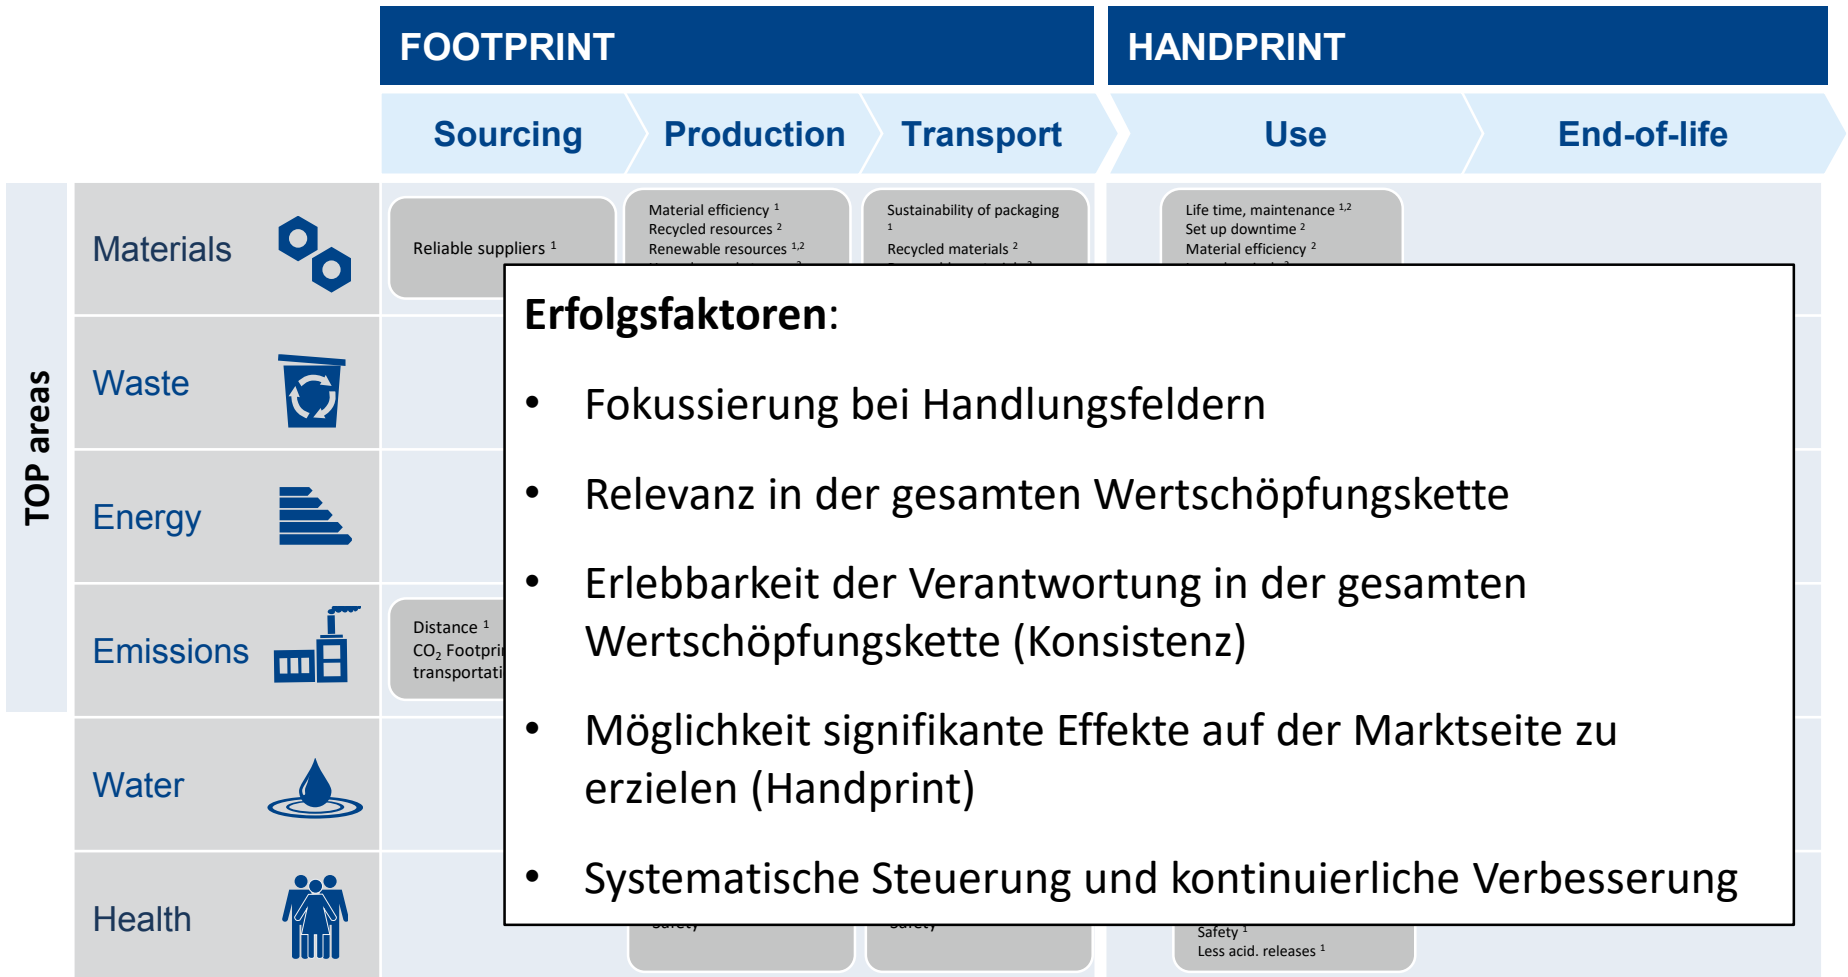 FOOTPRINT
HANDPRINT
Sourcing
Production
Transport
Use
End-of-life
TOP areas
Materials
Reliable suppliers ¹
Material efficiency ¹
Recycled resources ²
Renewable resources ¹,²
Sustainability of packaging
¹
Recycled materials ²
Life time, maintenance ¹,²
Set up downtime ²
Material efficiency ²
Waste
Energy
Emissions
Distance ¹
CO₂
Water
Health
Safety
Safety
Safety ¹
Less acid. releases ¹
Erfolgsfaktoren:
• Fokussierung bei Handlungsfeldern
• Relevanz in der gesamten Wertschöpfungskette
• Erlebbarkeit der Verantwortung in der gesamten
Wertschöpfungskette (Konsistenz)
• Möglichkeit signifikante Effekte auf der Marktseite zu
erzielen (Handprint)
• Systematische Steuerung und kontinuierliche Verbesserung